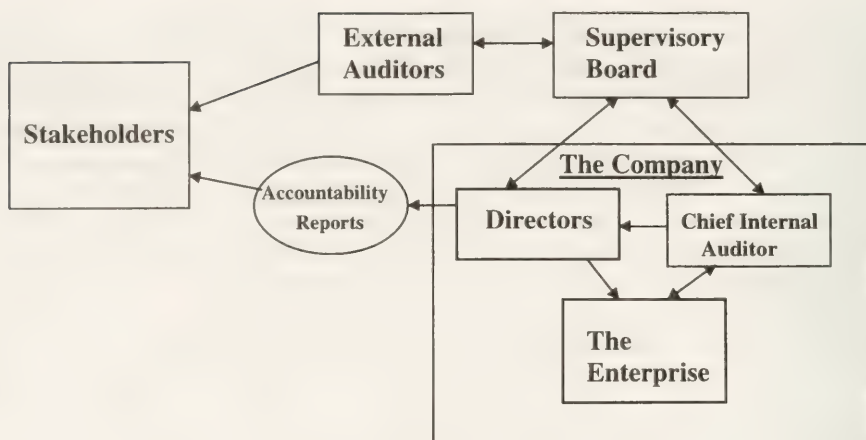 External
Auditors
Supervisory
Board
Stakeholders
The Company
Accountability
Reports
Directors
Chief Internal
Auditor
The
Enterprise